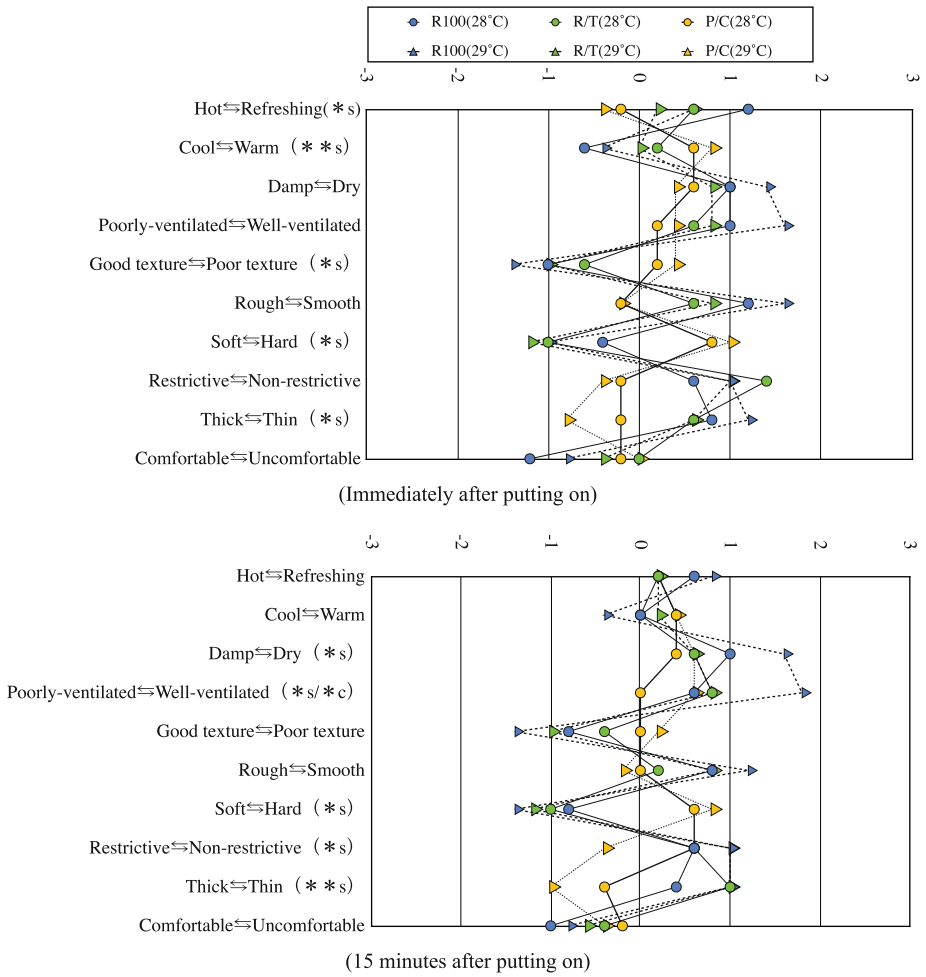 R100(28°C) R/T(28°C) P/C(28°C)
R100(29°C) R/T(29°C) P/C(29°C)
-3 -2 -1 0 1 2 3
Hot⇆Refreshing(*s)
Cool⇆Warm (**s)
Damp⇆Dry
Poorly-ventilated⇆Well-ventilated
Good texture⇆Poor texture (*s)
Rough⇆Smooth
Soft⇆Hard (*s)
Restrictive⇆Non-restrictive
Thick⇆Thin (*s)
Comfortable⇆Uncomfortable
(Immediately after putting on)
-3 -2 -1 0 1 2 3
Hot⇆Refreshing
Cool⇆Warm
Damp⇆Dry (*s)
Poorly-ventilated⇆Well-ventilated (*s/*c)
Good texture⇆Poor texture
Rough⇆Smooth
Soft⇆Hard (*s)
Restrictive⇆Non-restrictive (*s)
Thick⇆Thin (**s)
Comfortable⇆Uncomfortable
(15 minutes after putting on)